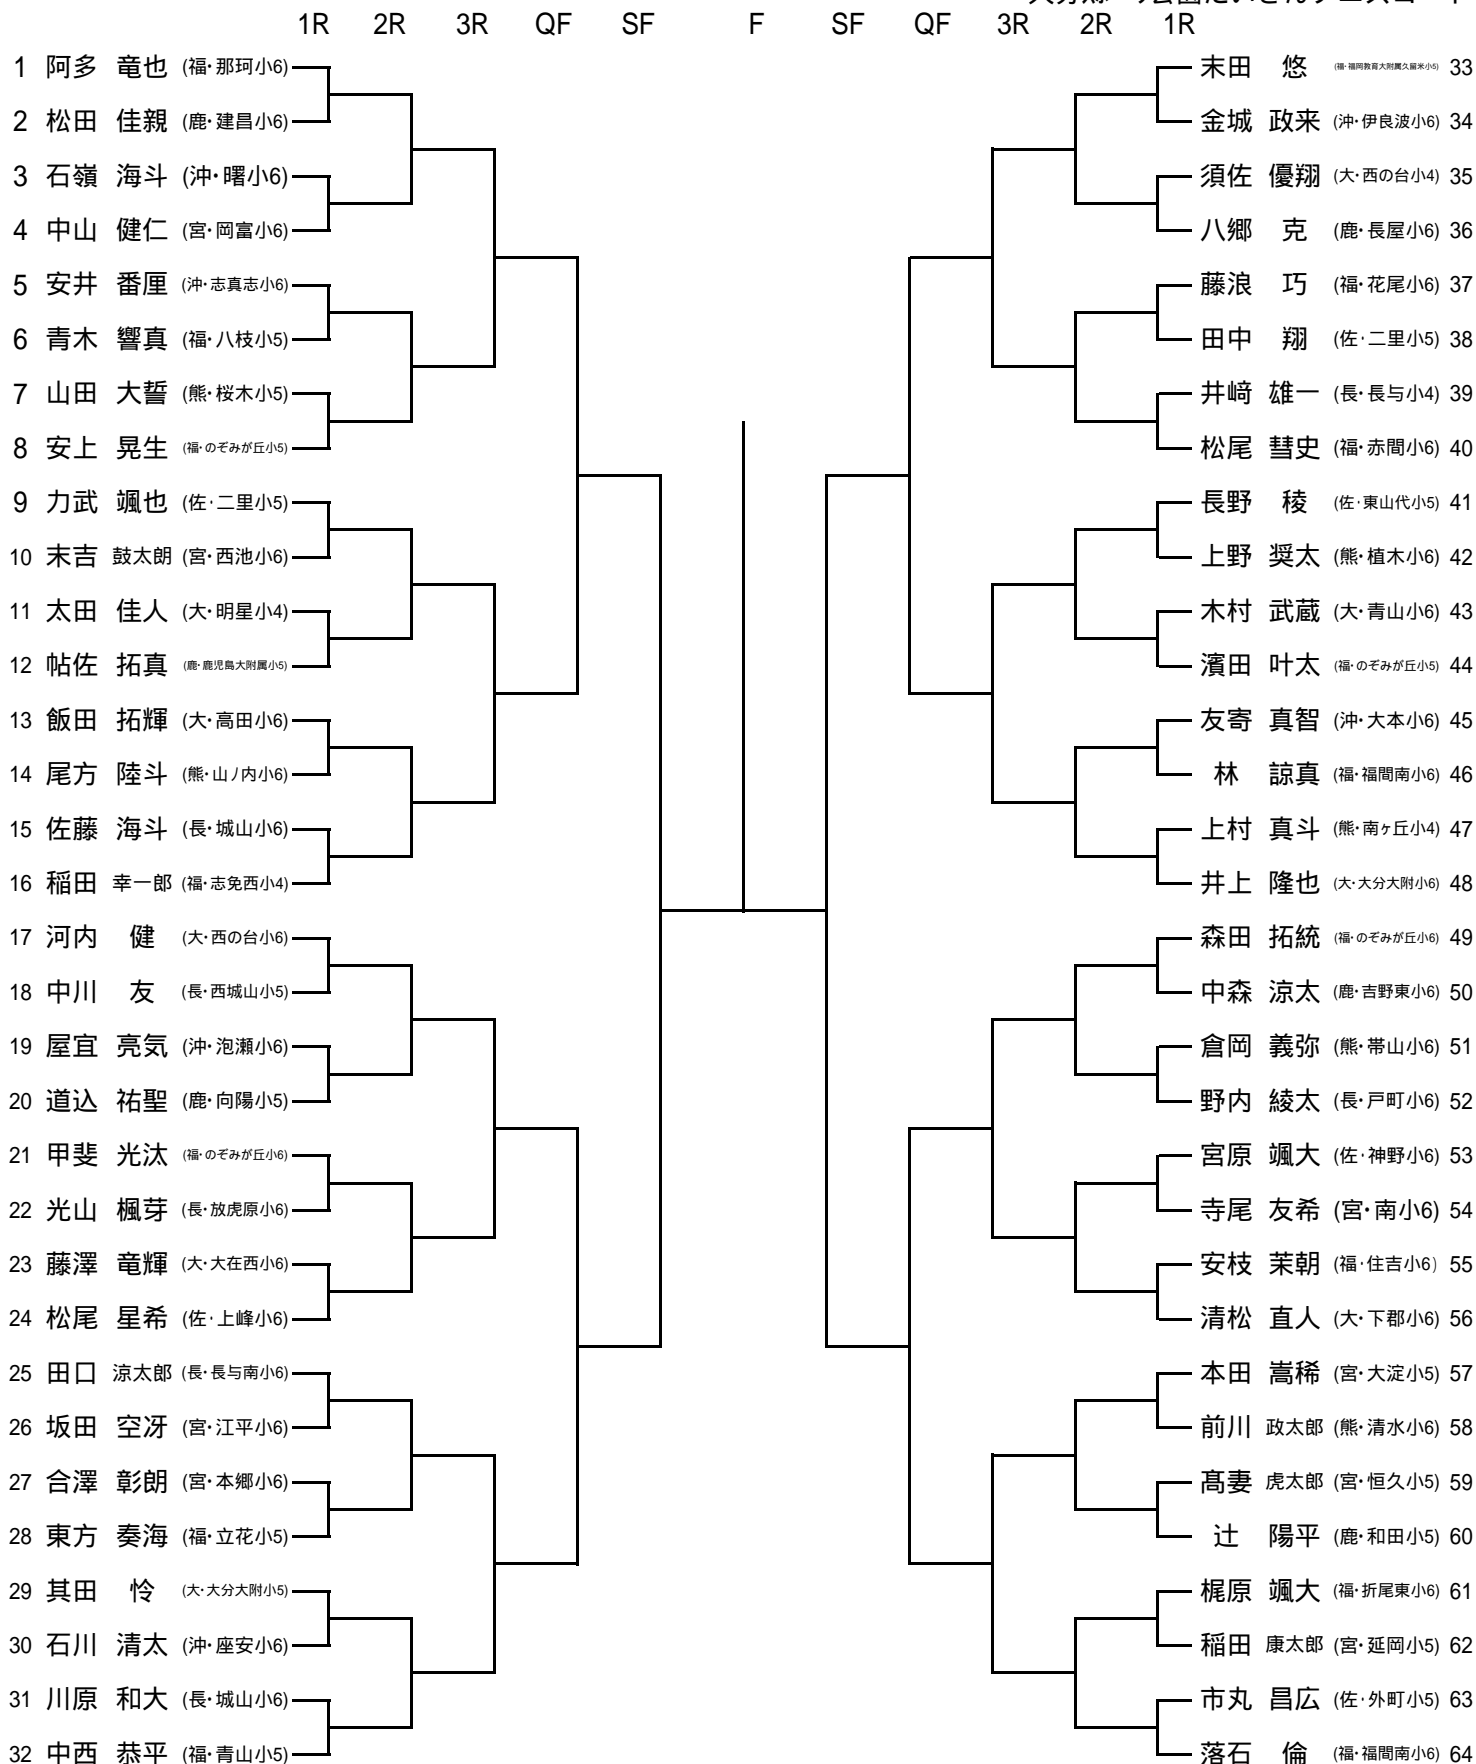 1R 2R 3R QF SF F SF QF 3R 2R 1R
1 阿多 竜也 (福・那珂小6)
2 松田 佳親 (鹿・建昌小6)
3 石嶺 海斗 (沖・曙小6)
4 中山 健仁 (宮・岡富小6)
5 安井 番厘 (沖・志真志小6)
6 青木 響真 (福・八枝小5)
7 山田 大誓 (熊・桜木小5)
8 安上 晃生 (福・のぞみが丘小5)
9 力武 颯也 (佐・二里小5)
10 末吉 鼓太朗 (宮・西池小6)
11 太田 佳人 (大・明星小4)
12 帖佐 拓真 (鹿・鹿児島大附属小5)
13 飯田 拓輝 (大・高田小6)
14 尾方 陸斗 (熊・山ノ内小6)
15 佐藤 海斗 (長・城山小6)
16 稲田 幸一郎 (福・志免西小4)
17 河内 健 (大・西の台小6)
18 中川 友 (長・西城山小5)
19 屋宜 亮気 (沖・泡瀬小6)
20 道込 祐聖 (鹿・向陽小5)
21 甲斐 光汰 (福・のぞみが丘小6)
22 光山 楓芽 (長・放虎原小6)
23 藤澤 竜輝 (大・大在西小6)
24 松尾 星希 (佐・上峰小6)
25 田口 涼太郎 (長・長与南小6)
26 坂田 空冴 (宮・江平小6)
27 合澤 彰朗 (宮・本郷小6)
28 東方 奏海 (福・立花小5)
29 其田 怜 (大・大分大附小5)
30 石川 清太 (沖・座安小6)
31 川原 和大 (長・城山小6)
32 中西 恭平 (福・青山小5)
末田 悠 (福・福岡教育大附属久留米小5) 33
金城 政来 (沖・伊良波小6) 34
須佐 優翔 (大・西の台小4) 35
八郷 克 (鹿・長屋小6) 36
藤浪 巧 (福・花尾小6) 37
田中 翔 (佐・二里小5) 38
井﨑 雄一 (長・長与小4) 39
松尾 彗史 (福・赤間小6) 40
長野 稜 (佐・東山代小5) 41
上野 奨太 (熊・植木小6) 42
木村 武蔵 (大・青山小6) 43
濱田 叶太 (福・のぞみが丘小5) 44
友寄 真智 (沖・大本小6) 45
林 諒真 (福・福間南小6) 46
上村 真斗 (熊・南ヶ丘小4) 47
井上 隆也 (大・大分大附小6) 48
森田 拓統 (福・のぞみが丘小6) 49
中森 涼太 (鹿・吉野東小6) 50
倉岡 義弥 (熊・帯山小6) 51
野内 綾太 (長・戸町小6) 52
宮原 颯大 (佐・神野小6) 53
寺尾 友希 (宮・南小6) 54
安枝 茉朝 (福・住吉小6) 55
清松 直人 (大・下郡小6) 56
本田 嵩稀 (宮・大淀小5) 57
前川 政太郎 (熊・清水小6) 58
髙妻 虎太郎 (宮・恒久小5) 59
辻 陽平 (鹿・和田小5) 60
梶原 颯大 (福・折尾東小6) 61
稲田 康太郎 (宮・延岡小5) 62
市丸 昌広 (佐・外町小5) 63
落石 倫 (福・福間南小6) 64